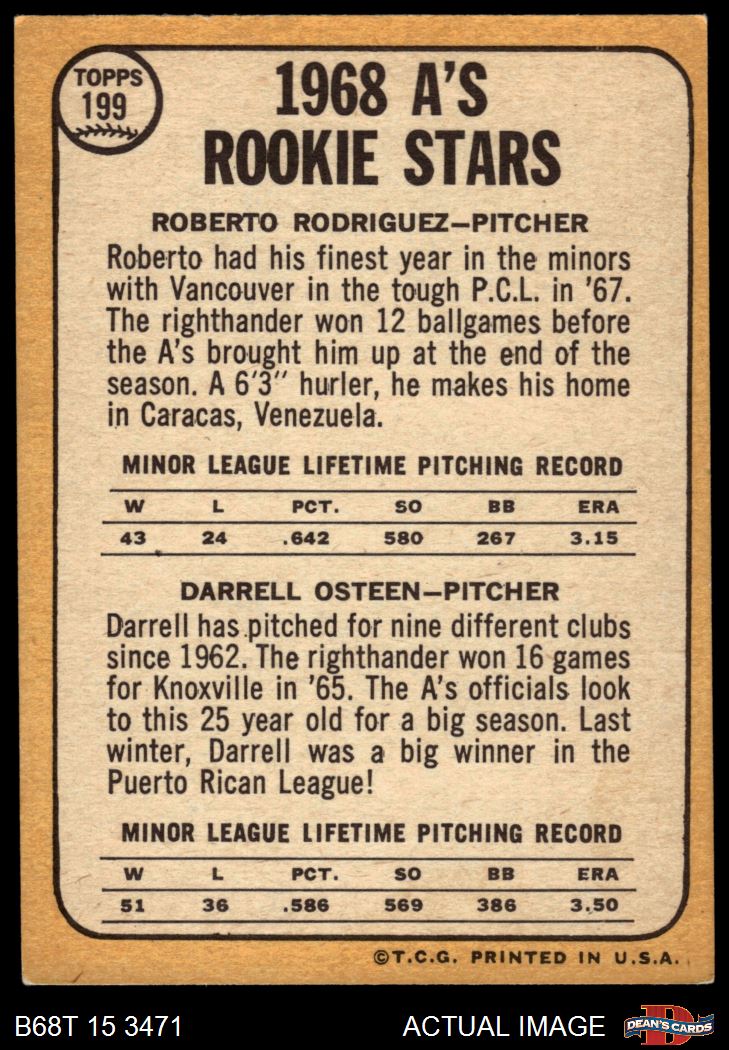 TOPPS
199
1968 A'S
ROOKIE STARS
ROBERTO RODRIGUEZ—PITCHER
Roberto had his finest year in the minors
with Vancouver in the tough P.C.L. in '67.
The righthander won 12 ballgames before
the A's brought him up at the end of the
season. A 6'3" hurler, he makes his home
in Caracas, Venezuela.
MINOR LEAGUE LIFETIME PITCHING RECORD
W L PCT. SO BB ERA
43 24 .642 580 267 3.15
DARRELL OSTEEN—PITCHER
Darrell has pitched for nine different clubs
since 1962. The righthander won 16 games
for Knoxville in '65. The A's officials look
to this 25 year old for a big season. Last
winter, Darrell was a big winner in the
Puerto Rican League!
MINOR LEAGUE LIFETIME PITCHING RECORD
W L PCT. SO BB ERA
51 36 .586 569 386 3.50
©T.C.G. PRINTED IN U.S.A.
B68T 15 3471 ACTUAL IMAGE D DEAN'S CARDS